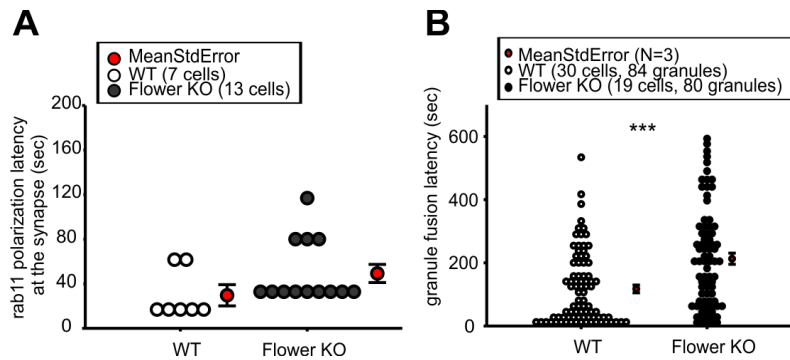 A
MeanStdError
WT (7 cells)
Flower KO (13 cells)
rab11 polarization latency
at the synapse (sec)
200
160
120
80
40
0
WT
Flower KO
B
MeanStdError (N=3)
WT (30 cells, 84 granules)
Flower KO (19 cells, 80 granules)
granule fusion latency (sec)
600
400
200
0
***
WT
Flower KO